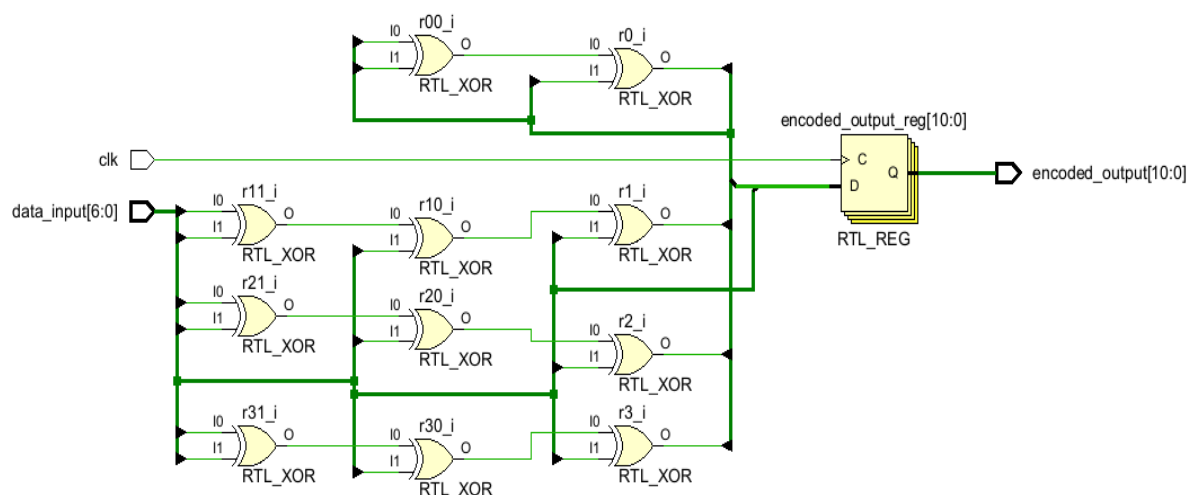 r00_i
I0
I1
O
RTL_XOR
r0_i
I0
I1
O
RTL_XOR
encoded_output_reg[10:0]
clk
C
D
Q
RTL_REG
encoded_output[10:0]
data_input[6:0]
r11_i
I0
I1
O
RTL_XOR
r10_i
I0
I1
O
RTL_XOR
r1_i
I0
I1
O
RTL_XOR
r21_i
I0
I1
O
RTL_XOR
r20_i
I0
I1
O
RTL_XOR
r2_i
I0
I1
O
RTL_XOR
r31_i
I0
I1
O
RTL_XOR
r30_i
I0
I1
O
RTL_XOR
r3_i
I0
I1
O
RTL_XOR